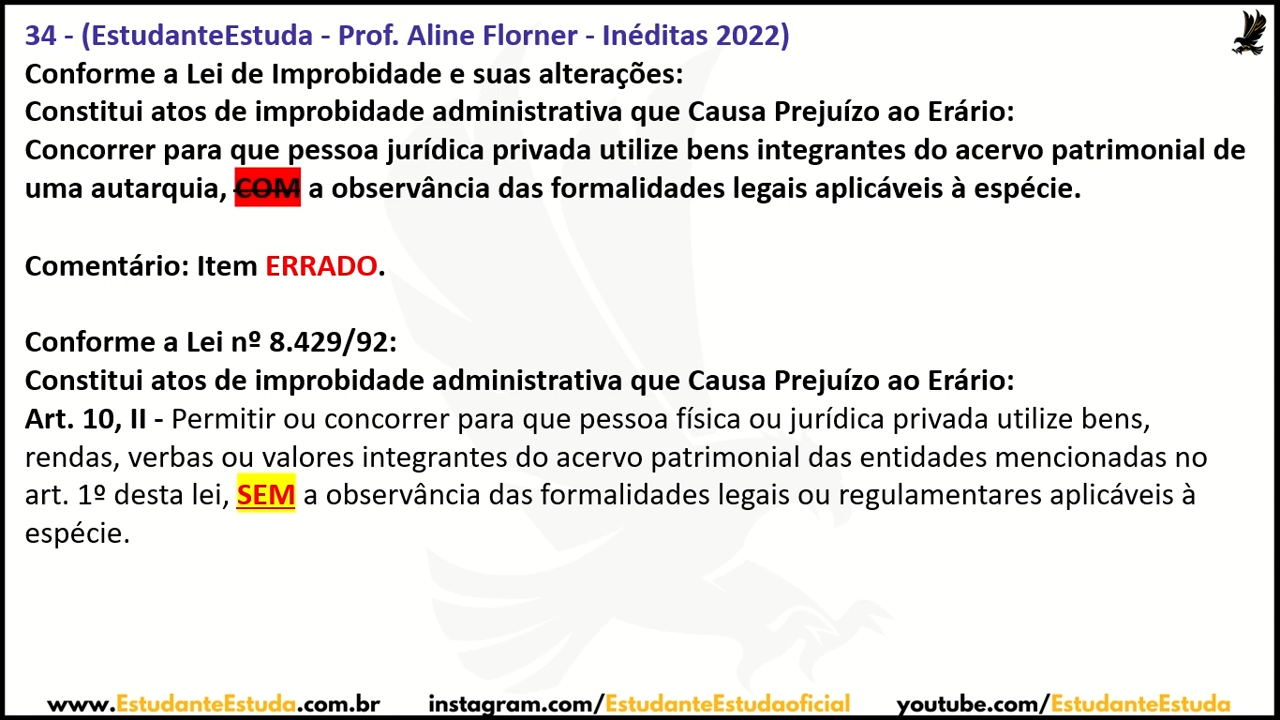 34 - (EstudanteEstuda - Prof. Aline Florner - Inéditas 2022)
Conforme a Lei de Improbidade e suas alterações:
Constitui atos de improbidade administrativa que Causa Prejuízo ao Erário:
Concorrer para que pessoa jurídica privada utilize bens integrantes do acervo patrimonial de
uma autarquia, COM a observância das formalidades legais aplicáveis à espécie.
Comentário: Item ERRADO.
Conforme a Lei nº 8.429/92:
Constitui atos de improbidade administrativa que Causa Prejuízo ao Erário:
Art. 10, II - Permitir ou concorrer para que pessoa física ou jurídica privada utilize bens,
rendas, verbas ou valores integrantes do acervo patrimonial das entidades mencionadas no
art. 1º desta lei, SEM a observância das formalidades legais ou regulamentares aplicáveis à
espécie.
www.EstudanteEstuda.com.br instagram.com/EstudanteEstudaoficial youtube.com/EstudanteEstuda